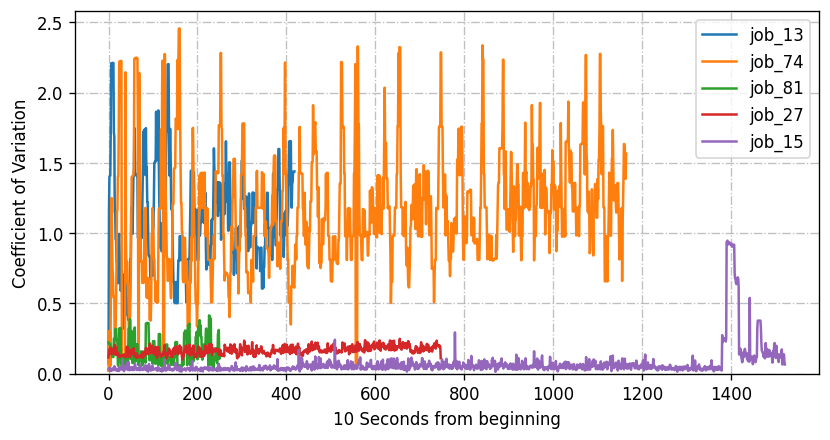 2.5
2.0
1.5
1.0
0.5
0.0
Coefficient of Variation
job_13
job_74
job_81
job_27
job_15
0 200 400 600 800 1000 1200 1400
10 Seconds from beginning